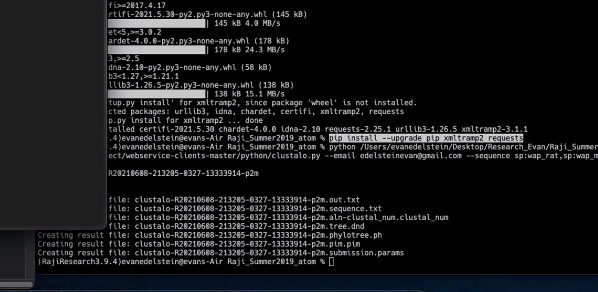 fi>=2017.4.17
rtifi-2021.5.30-py2.py3-none-any.whl (145 kB)
| 145 kB 4.0 MB/s
et<5,>=3.0.2
ardet-4.0.0-py2.py3-none-any.whl (178 kB)
| 178 kB 24.3 MB/s
3,>=2.5
dna-2.10-py2.py3-none-any.whl (58 kB)
b3<1.27,>=1.21.1
llib3-1.26.5-py2.py3-none-any.whl (138 kB)
| 138 kB 15.1 MB/s
tup.py install' for xmltramp2, since package 'wheel' is not installed.
cted packages: urllib3, idna, chardet, certifi, xmltramp2, requests
p.py install for xmltramp2 ... done
talled certifi-2021.5.30 chardet-4.0.0 idna-2.10 requests-2.25.1 urllib3-1.26.5 xmltramp2-3.1.1
.9.4)evanedelstein@evans-Air Raji_Summer2019_atom % pip install --upgrade pip xmltramp2 requests
.9.4)evanedelstein@evans-Air Raji_Summer2019_atom % python /Users/evanedelstein/Desktop/Research_Evan/Raji_Summer
ect/webservice-clients-master/python/clustalo.py --email edelsteinevan@gmail.com --sequence sp:wap_rat,sp:wap_m
R20210608-213205-0327-13333914-p2m
file: clustalo-R20210608-213205-0327-13333914-p2m.out.txt
file: clustalo-R20210608-213205-0327-13333914-p2m.sequence.txt
file: clustalo-R20210608-213205-0327-13333914-p2m.aln-clustal_num.clustal_num
file: clustalo-R20210608-213205-0327-13333914-p2m.tree.dnd
Creating result file: clustalo-R20210608-213205-0327-13333914-p2m.phylotree.ph
Creating result file: clustalo-R20210608-213205-0327-13333914-p2m.pim.pim
Creating result file: clustalo-R20210608-213205-0327-13333914-p2m.submission.params
(RajiResearch3.9.4)evanedelstein@evans-Air Raji_Summer2019_atom %